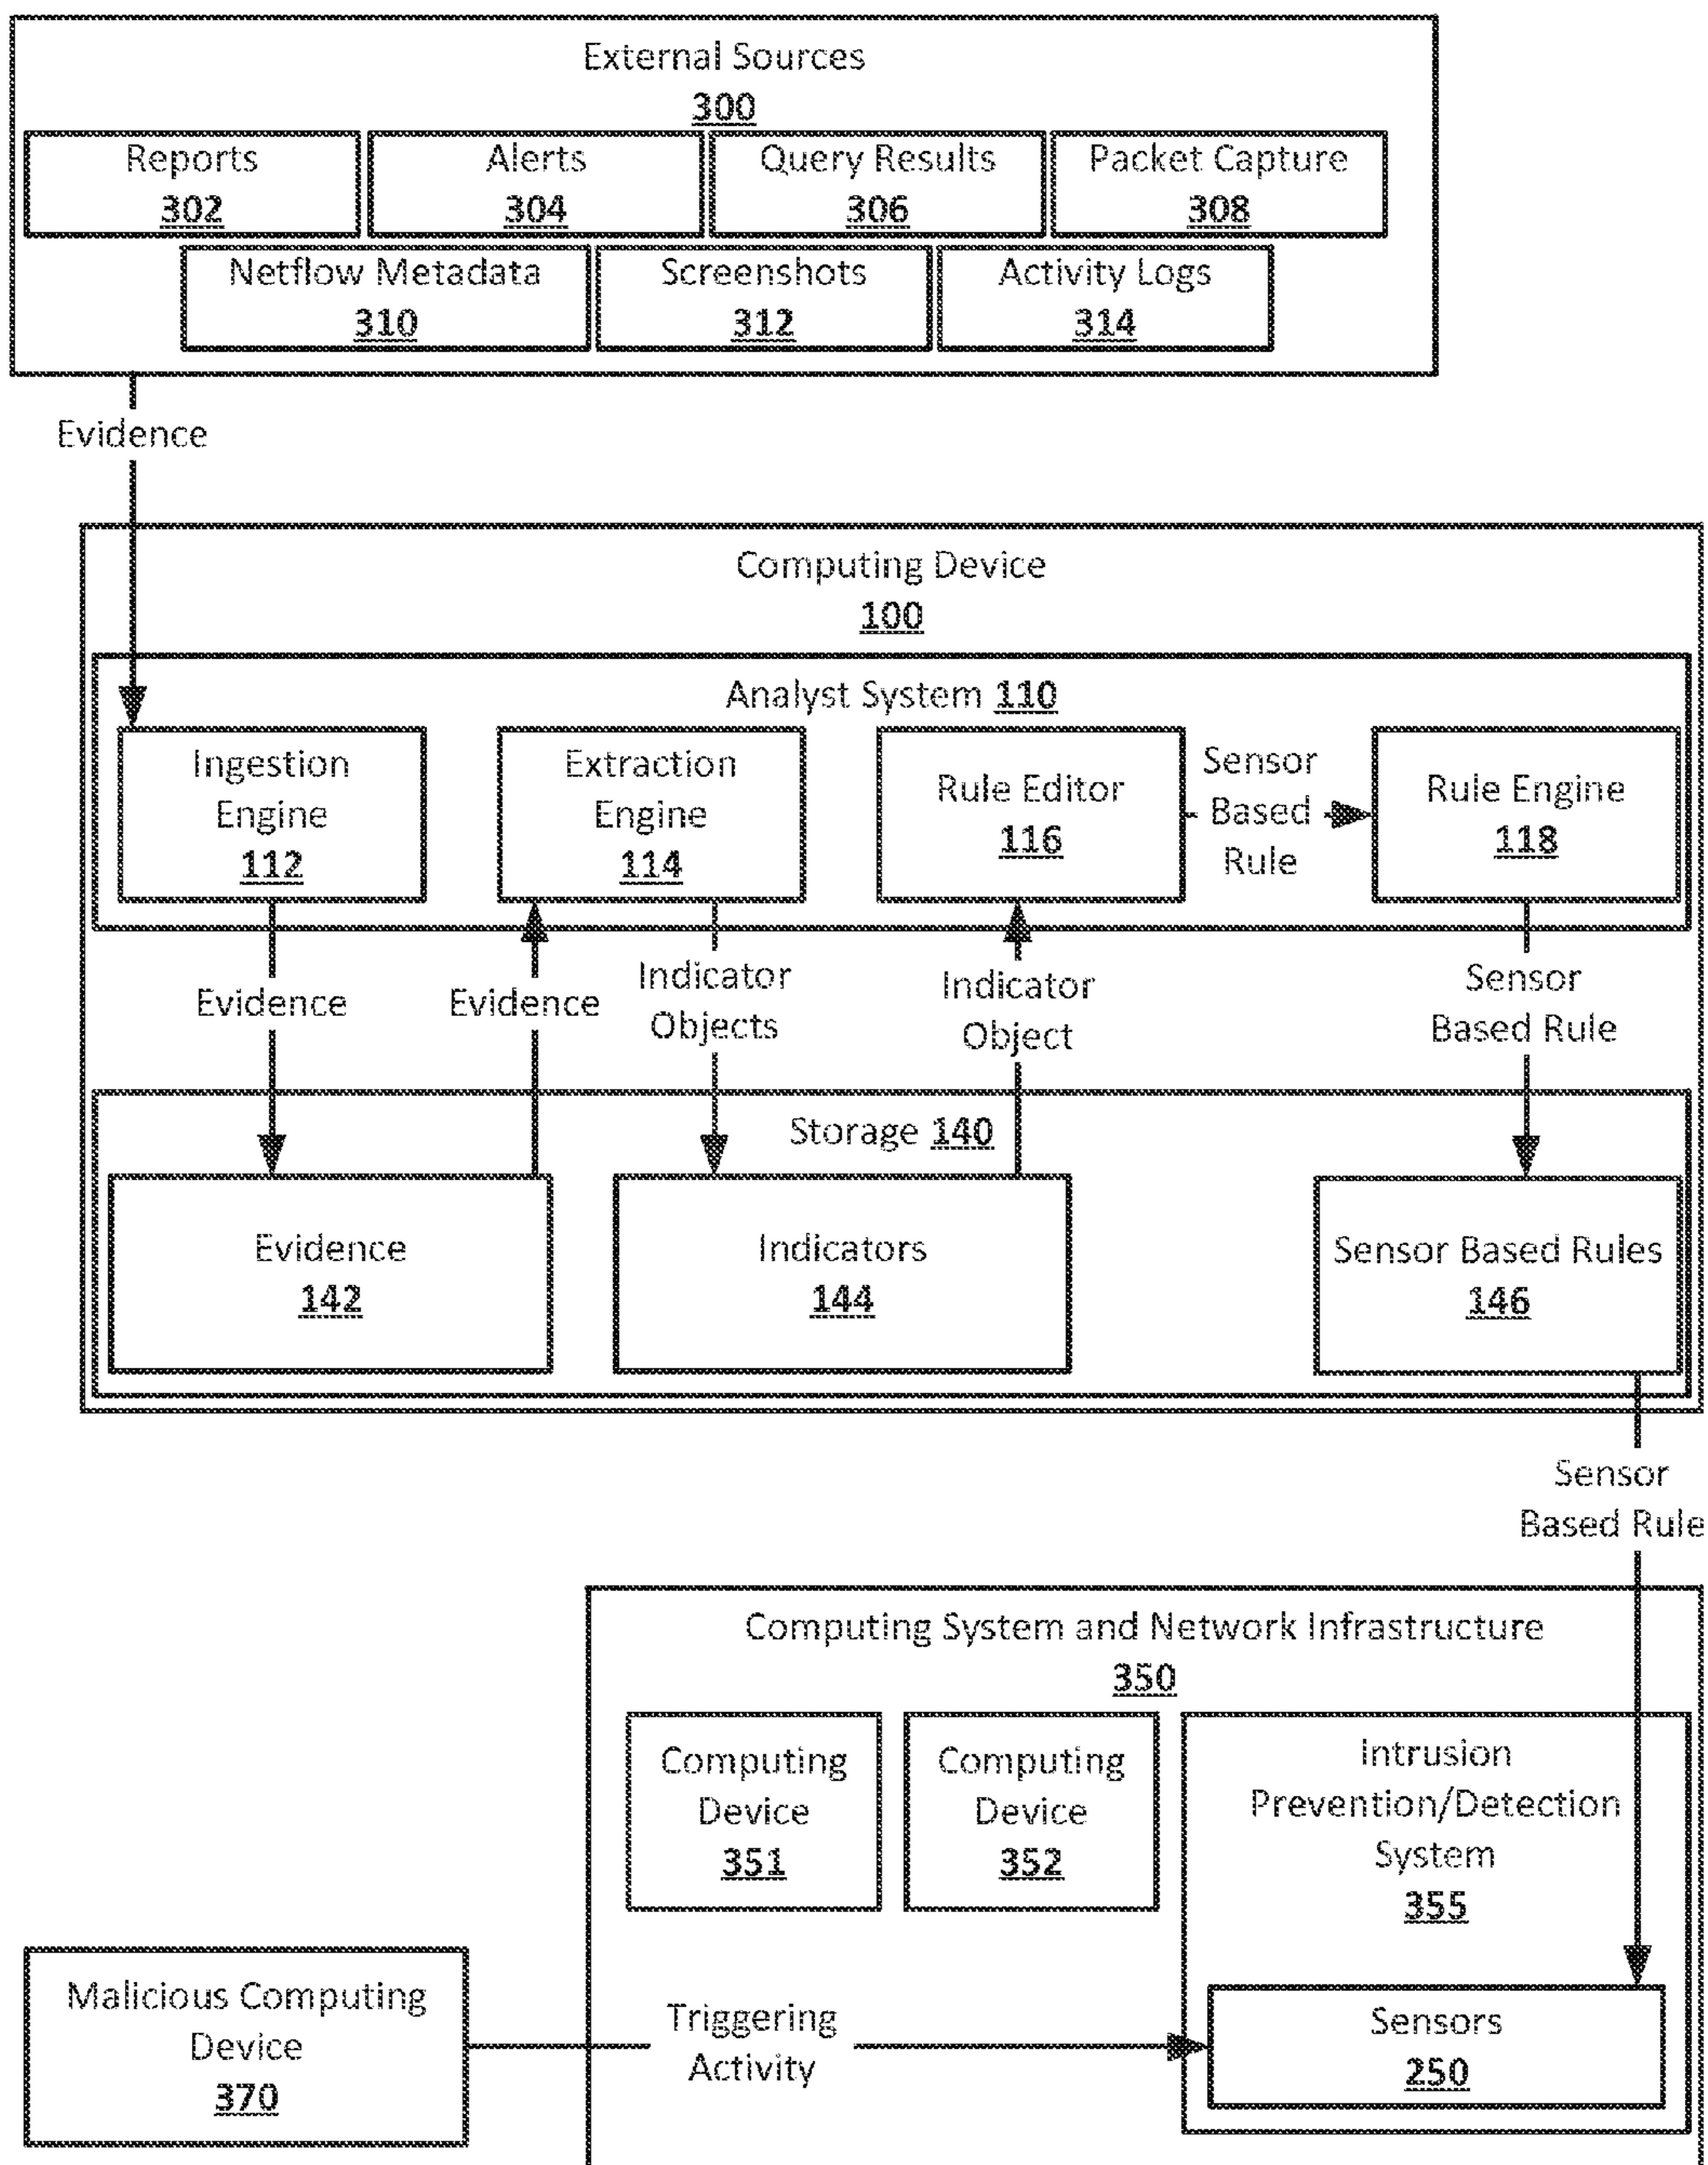 External Sources
300
Reports
302
Alerts
304
Query Results
306
Packet Capture
308
Netflow Metadata
310
Screenshots
312
Activity Logs
314
Evidence
Computing Device
100
Analyst System 110
Ingestion
Engine
112
Extraction
Engine
114
Rule Editor
116
Sensor
Based
Rule
Rule Engine
118
Evidence
Evidence
Indicator
Objects
Indicator
Object
Sensor
Based Rule
Storage 140
Evidence
142
Indicators
144
Sensor Based Rules
146
Sensor
Based Rule
Computing System and Network Infrastructure
350
Computing
Device
351
Computing
Device
352
Intrusion
Prevention/Detection
System
355
Malicious Computing
Device
370
Triggering
Activity
Sensors
250